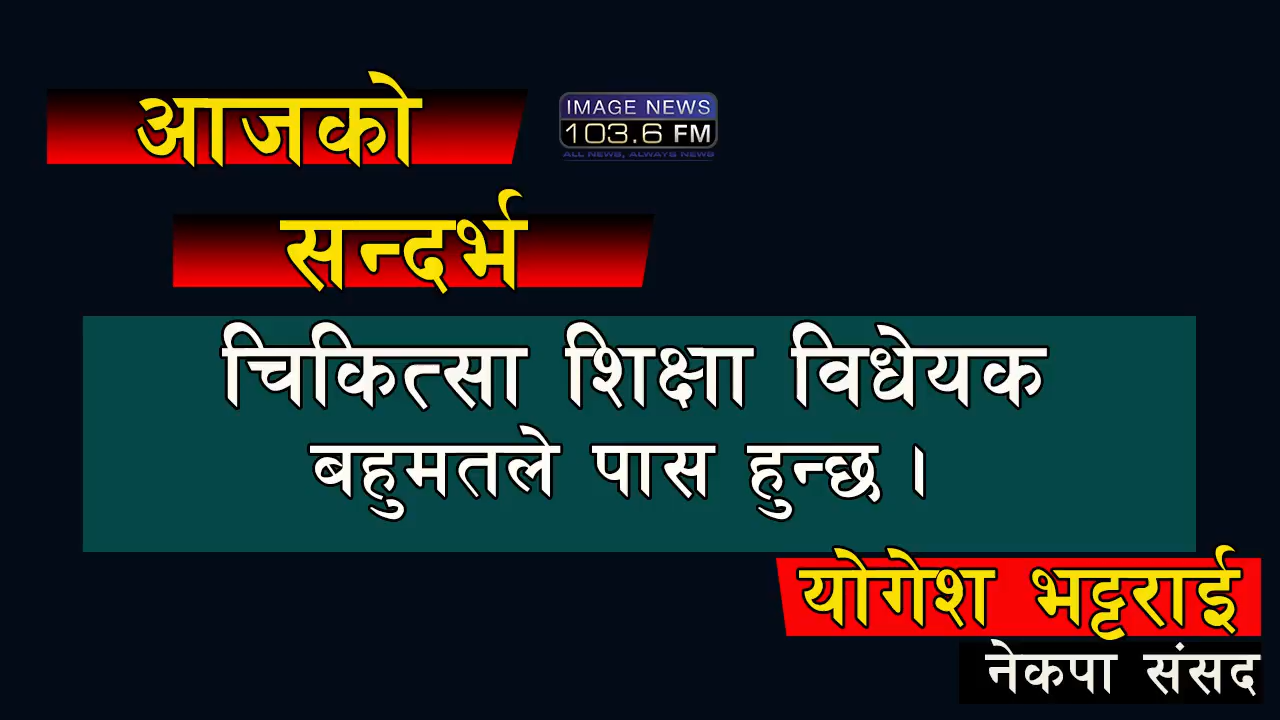 आजको
IMAGE NEWS
103.6 FM
ALL NEWS, ALWAYS NEWS
सन्दर्भ
चिकित्सा शिक्षा विधेयक
बहुमतले पास हुन्छ ।
योगेश भट्टराई
नेकपा संसद